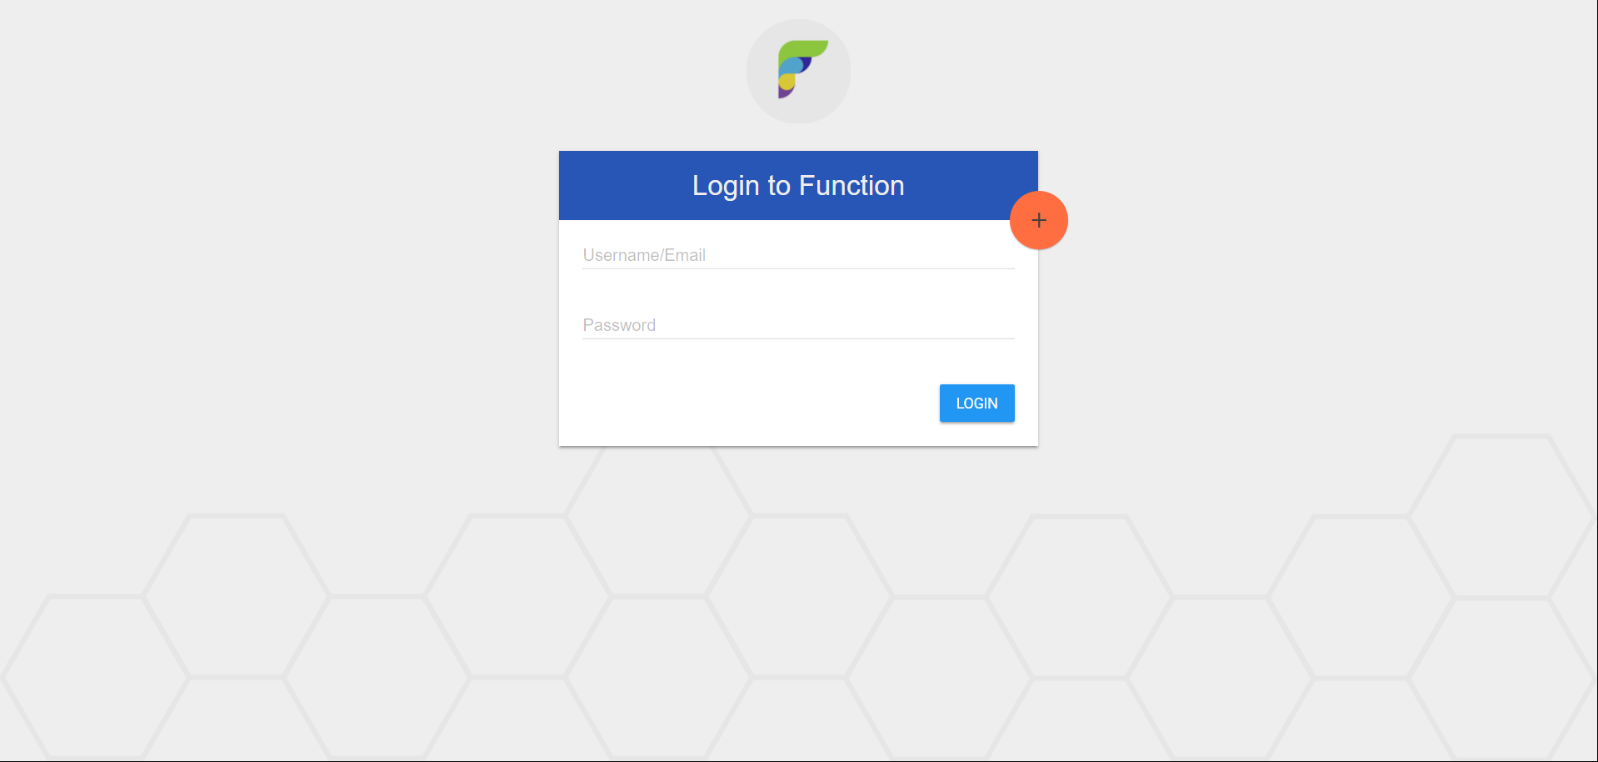 Login to Function
+
Username/Email
Password
LOGIN